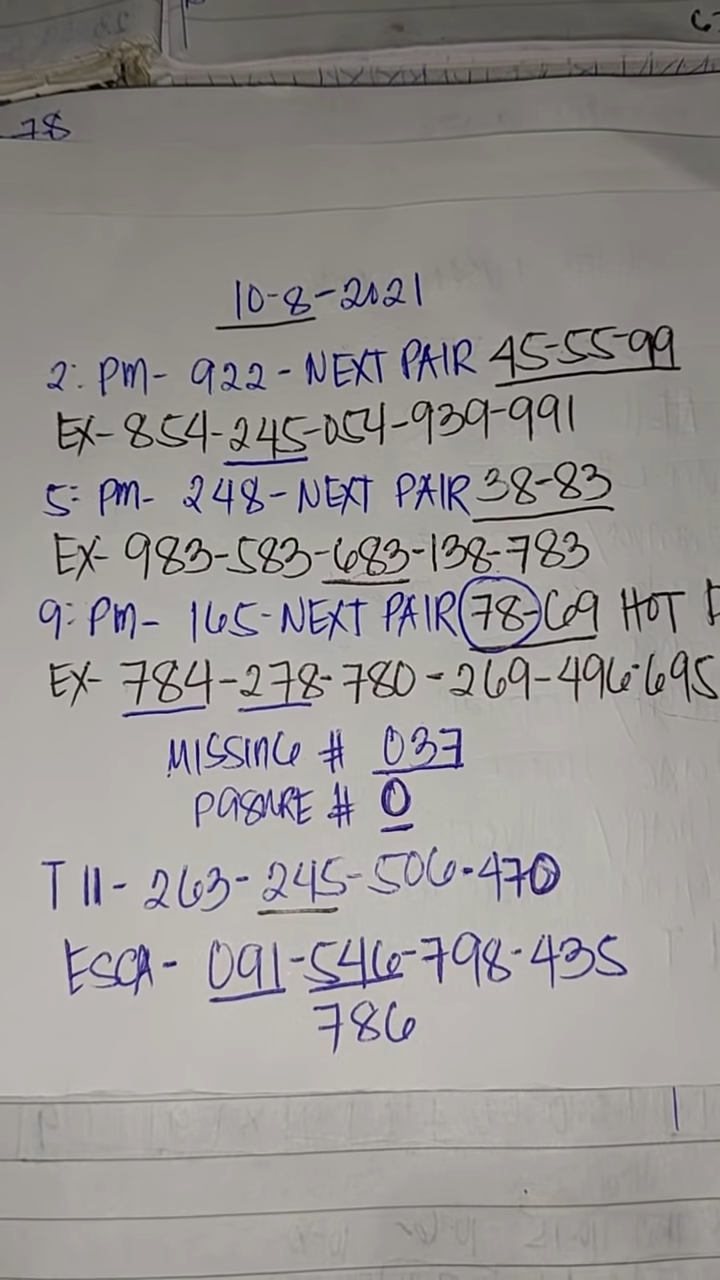 78
10-8-2021
2: PM- 922 - NEXT PAIR 45-55-99
EX- 854-245-054-939-991
5: PM- 248 - NEXT PAIR 38-83
EX- 983-583-683-138-783
9: PM- 165-NEXT PAIR 78-69 HOT
EX- 784-278-780-269-496-695
MISSING # 037
PASURE # 0
T 11- 263-245-506-470
ESCA- 091-546-798-435
786